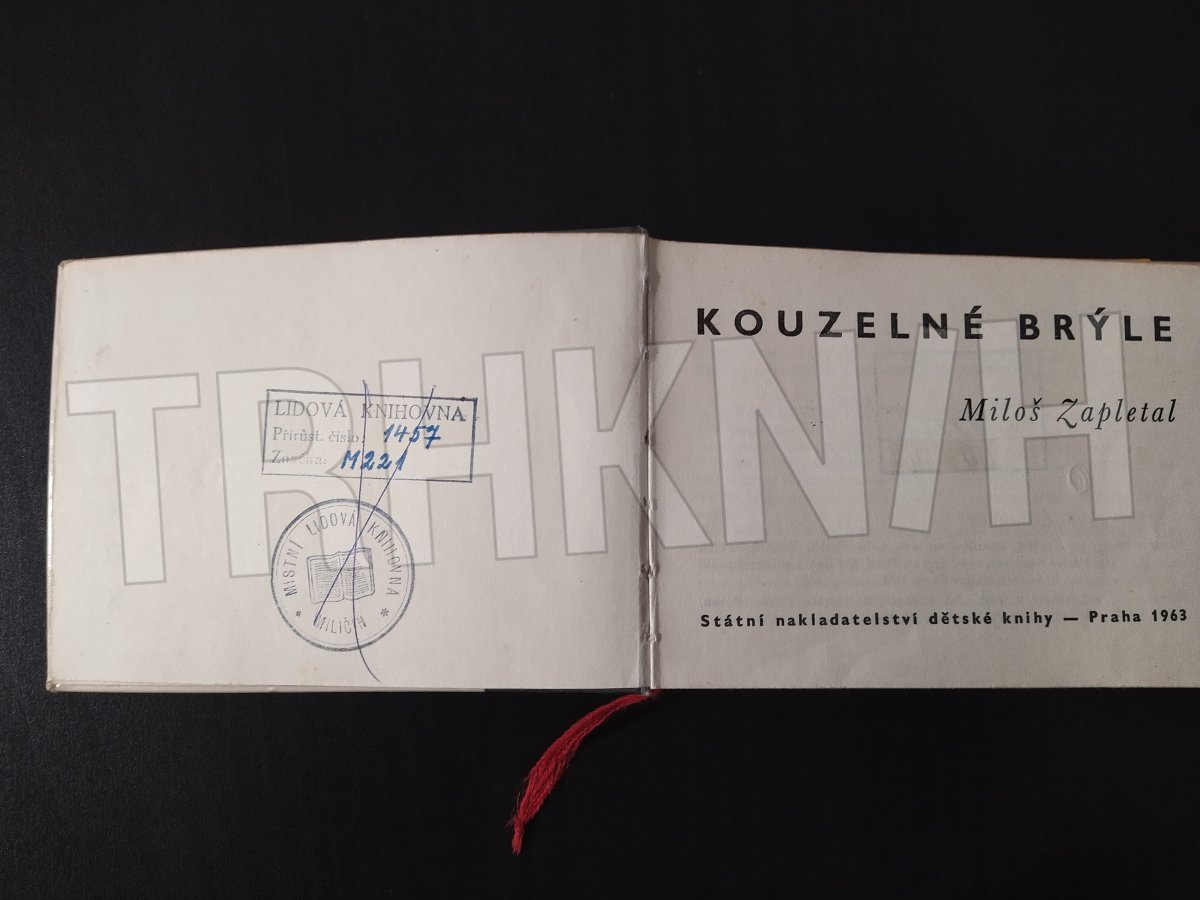 LIDOVÁ KNIHOVNA
Přírůst. číslo: 1457
Značka: M221
MÍSTNÍ LIDOVÁ KNIHOVNA
* MILIČÍN *
KOUZELNÉ BRÝLE
Miloš Zapletal
Státní nakladatelství dětské knihy — Praha 1963
TRHKNIH